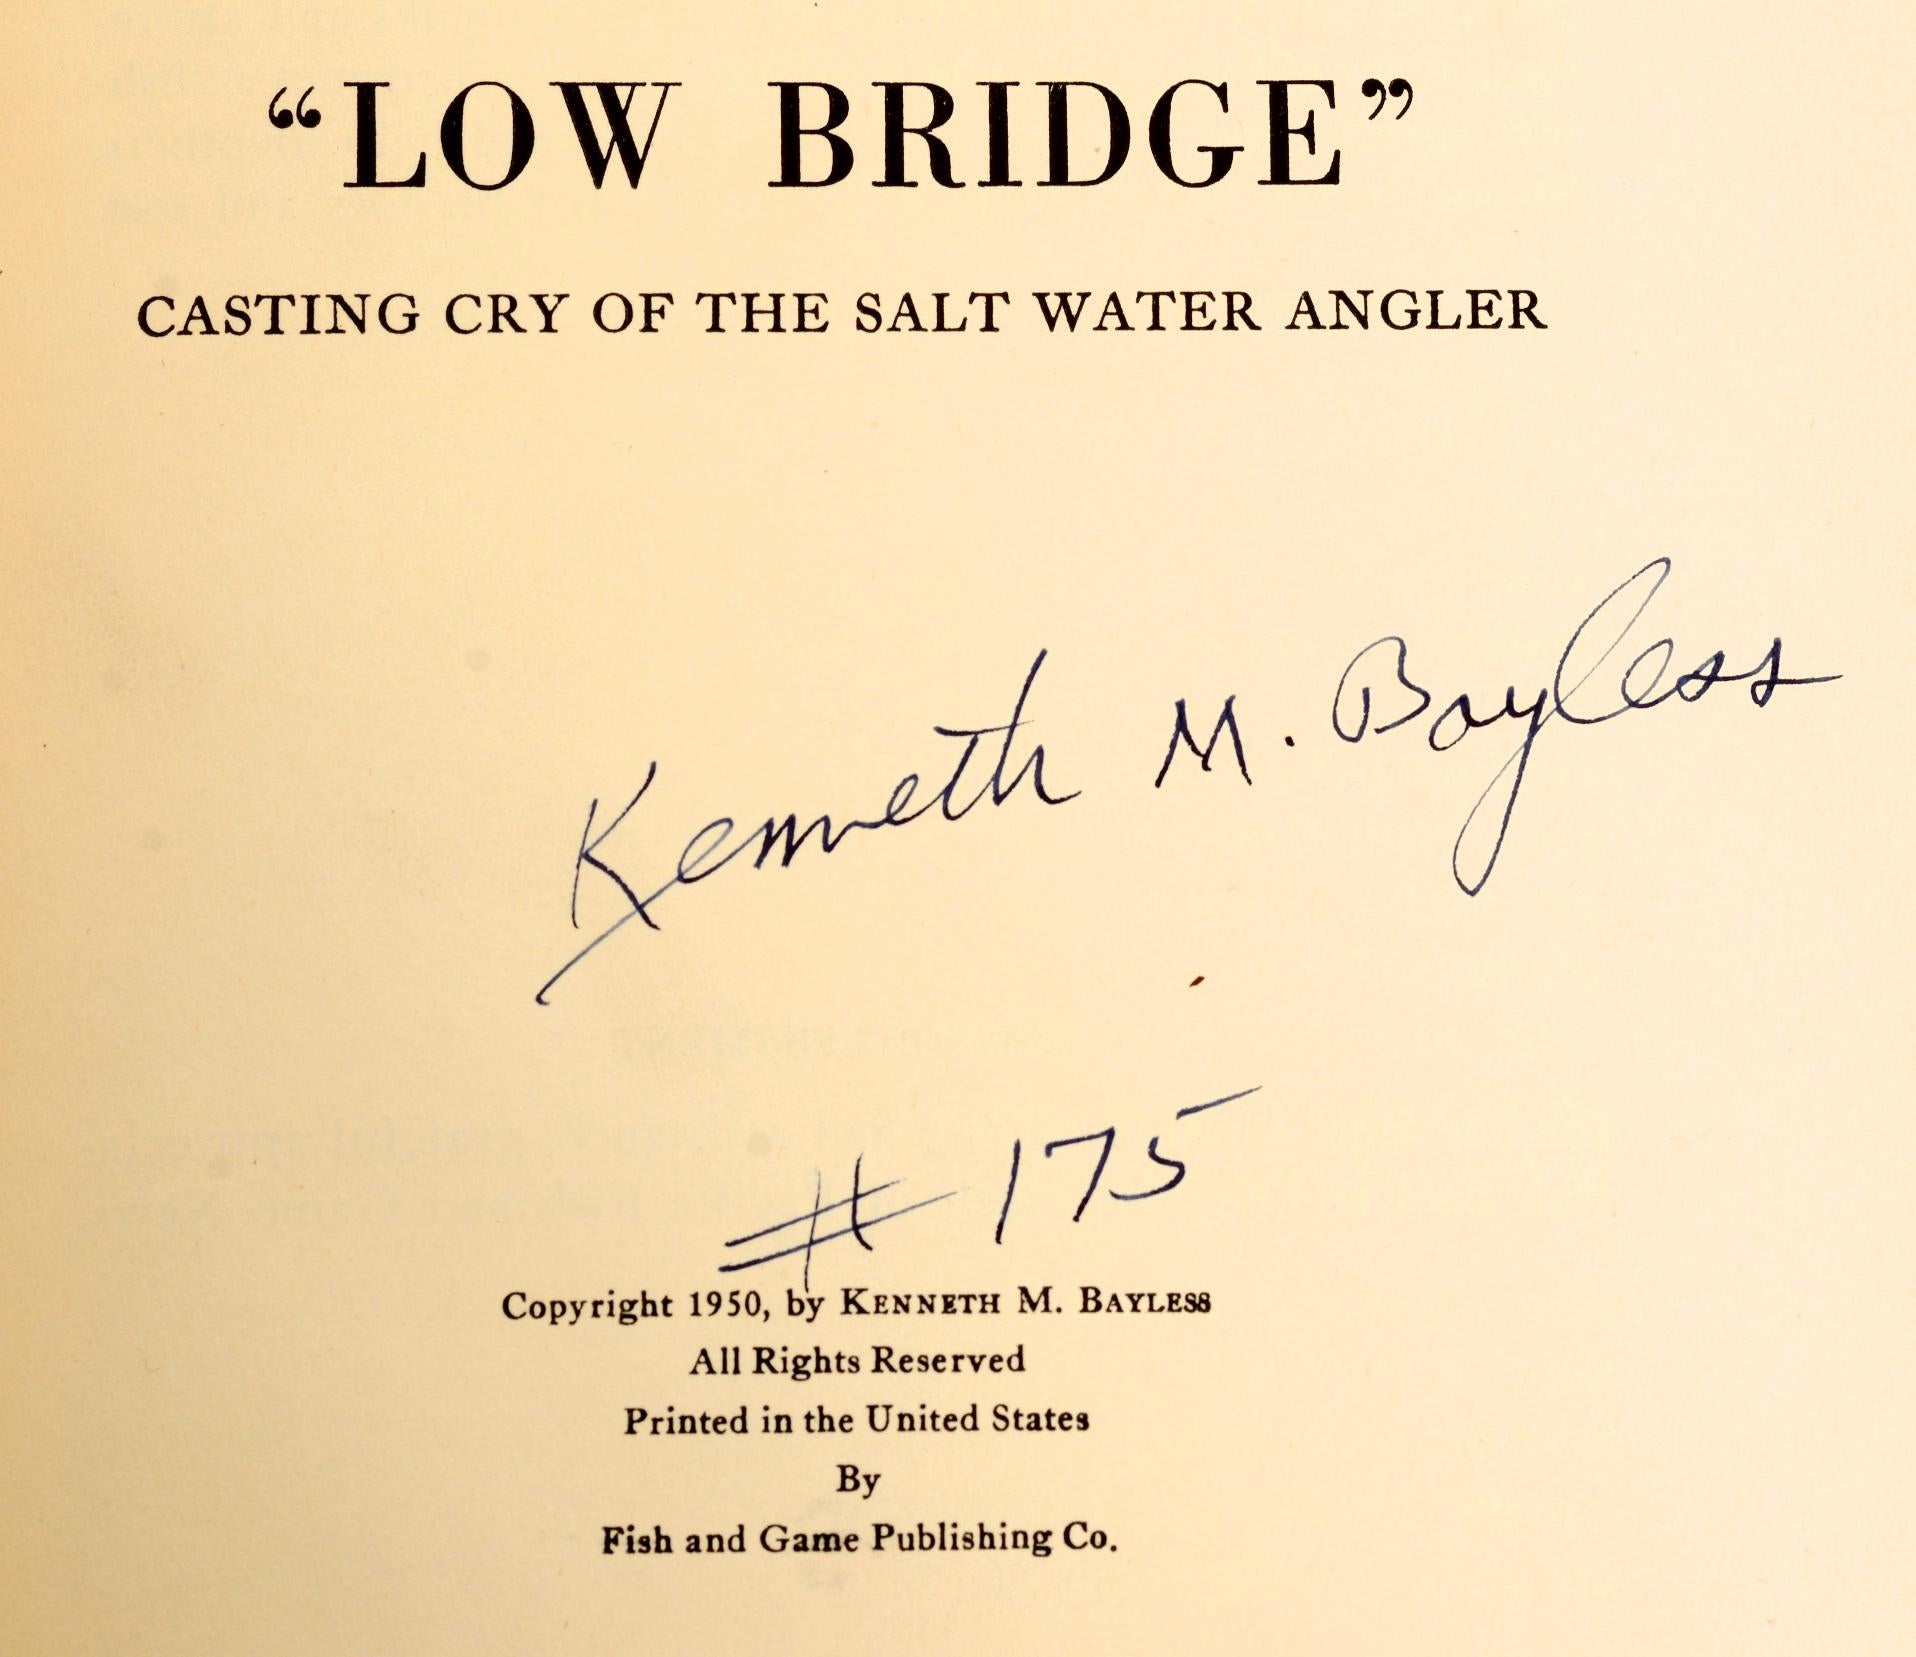 “LOW BRIDGE”
CASTING CRY OF THE SALT WATER ANGLER
Kenneth M. Bayless
# 175
Copyright 1950, by KENNETH M. BAYLESS
All Rights Reserved
Printed in the United States
By
Fish and Game Publishing Co.